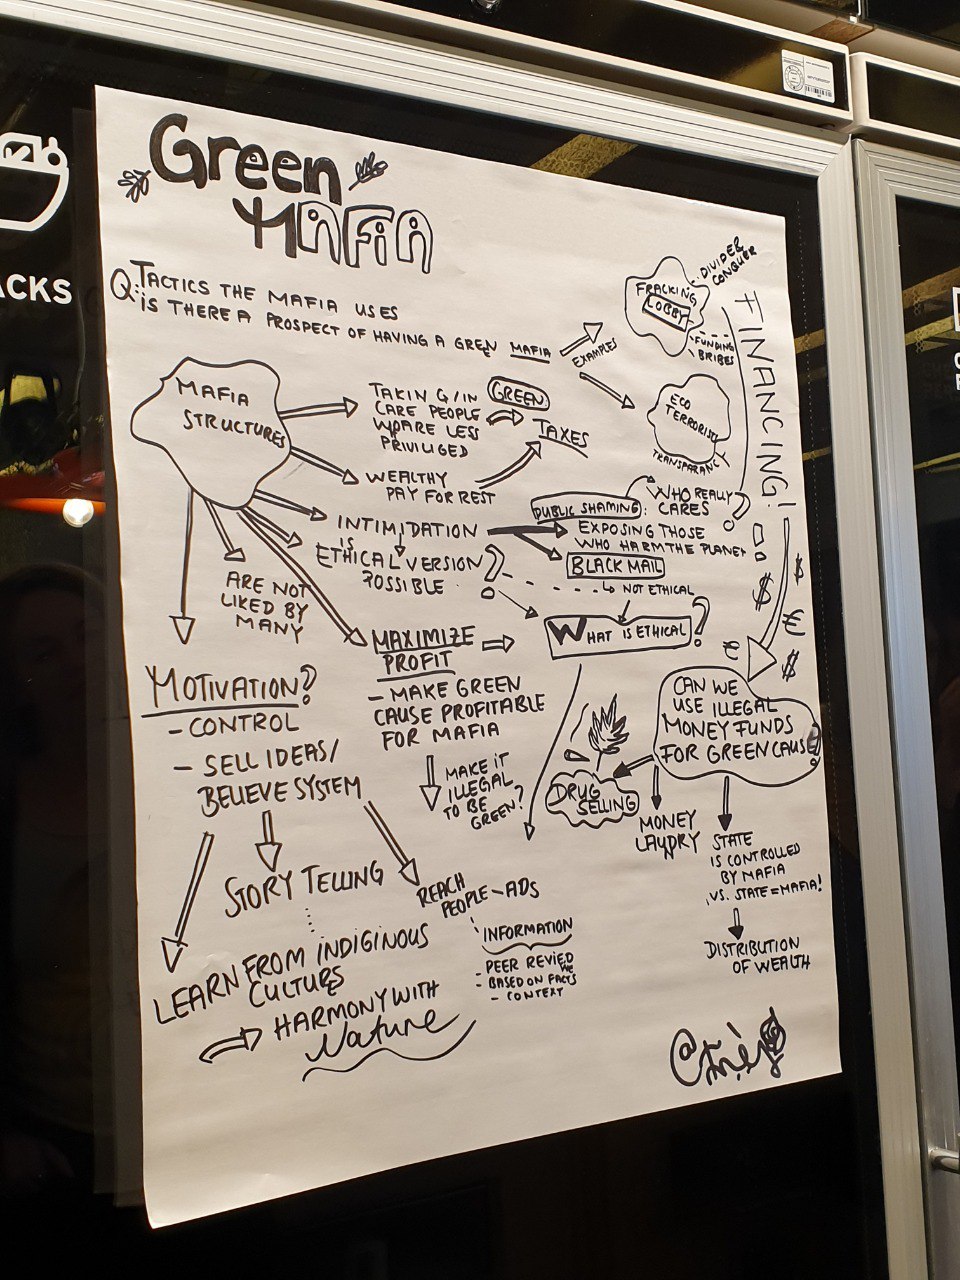 Green
MAFIA
Q: TACTICS THE MAFIA USES
IS THERE A PROSPECT OF HAVING A GREEN MAFIA
EXAMPLES
FRACKING
LOBBY
DIVIDE &
CONQUER
FUNDING
BRIBES
ECO
TERRORISM
TRANSPARANCY
FINANCING!
MAFIA
STRUCTURES
TAKING/IN
CARE PEOPLE
WO ARE LESS
PRIVILIGED
GREEN
TAXES
WEALTHY
PAY FOR REST
INTIMIDATION
IS
ETHICAL VERSION
POSSIBLE ?
PUBLIC SHAMING:
WHO REALLY
CARES ?
EXPOSING THOSE
WHO HARM THE PLANET
BLACK MAIL
NOT ETHICAL
WHAT IS ETHICAL?
ARE NOT
LIKED BY
MANY
MAXIMIZE
PROFIT
- MAKE GREEN
CAUSE PROFITABLE
FOR MAFIA
MAKE IT
ILLEGAL
TO BE
GREEN?
MOTIVATION?
- CONTROL
- SELL IDEAS/
BELIEVE SYSTEM
$ $
€
€ $
CAN WE
USE ILLEGAL
MONEY FUNDS
FOR GREEN CAUSE
DRUG
SELLING
MONEY
LAUNDRY
STATE
IS CONTROLLED
BY MAFIA
VS. STATE = MAFIA!
DISTRIBUTION
OF WEALTH
STORY TELLING
REACH
PEOPLE - ADS
INFORMATION
- PEER REVIEWED
- BASED ON FACTS
- CONTEXT
LEARN FROM INDIGINOUS
CULTURES
HARMONY WITH
Nature
ACKS